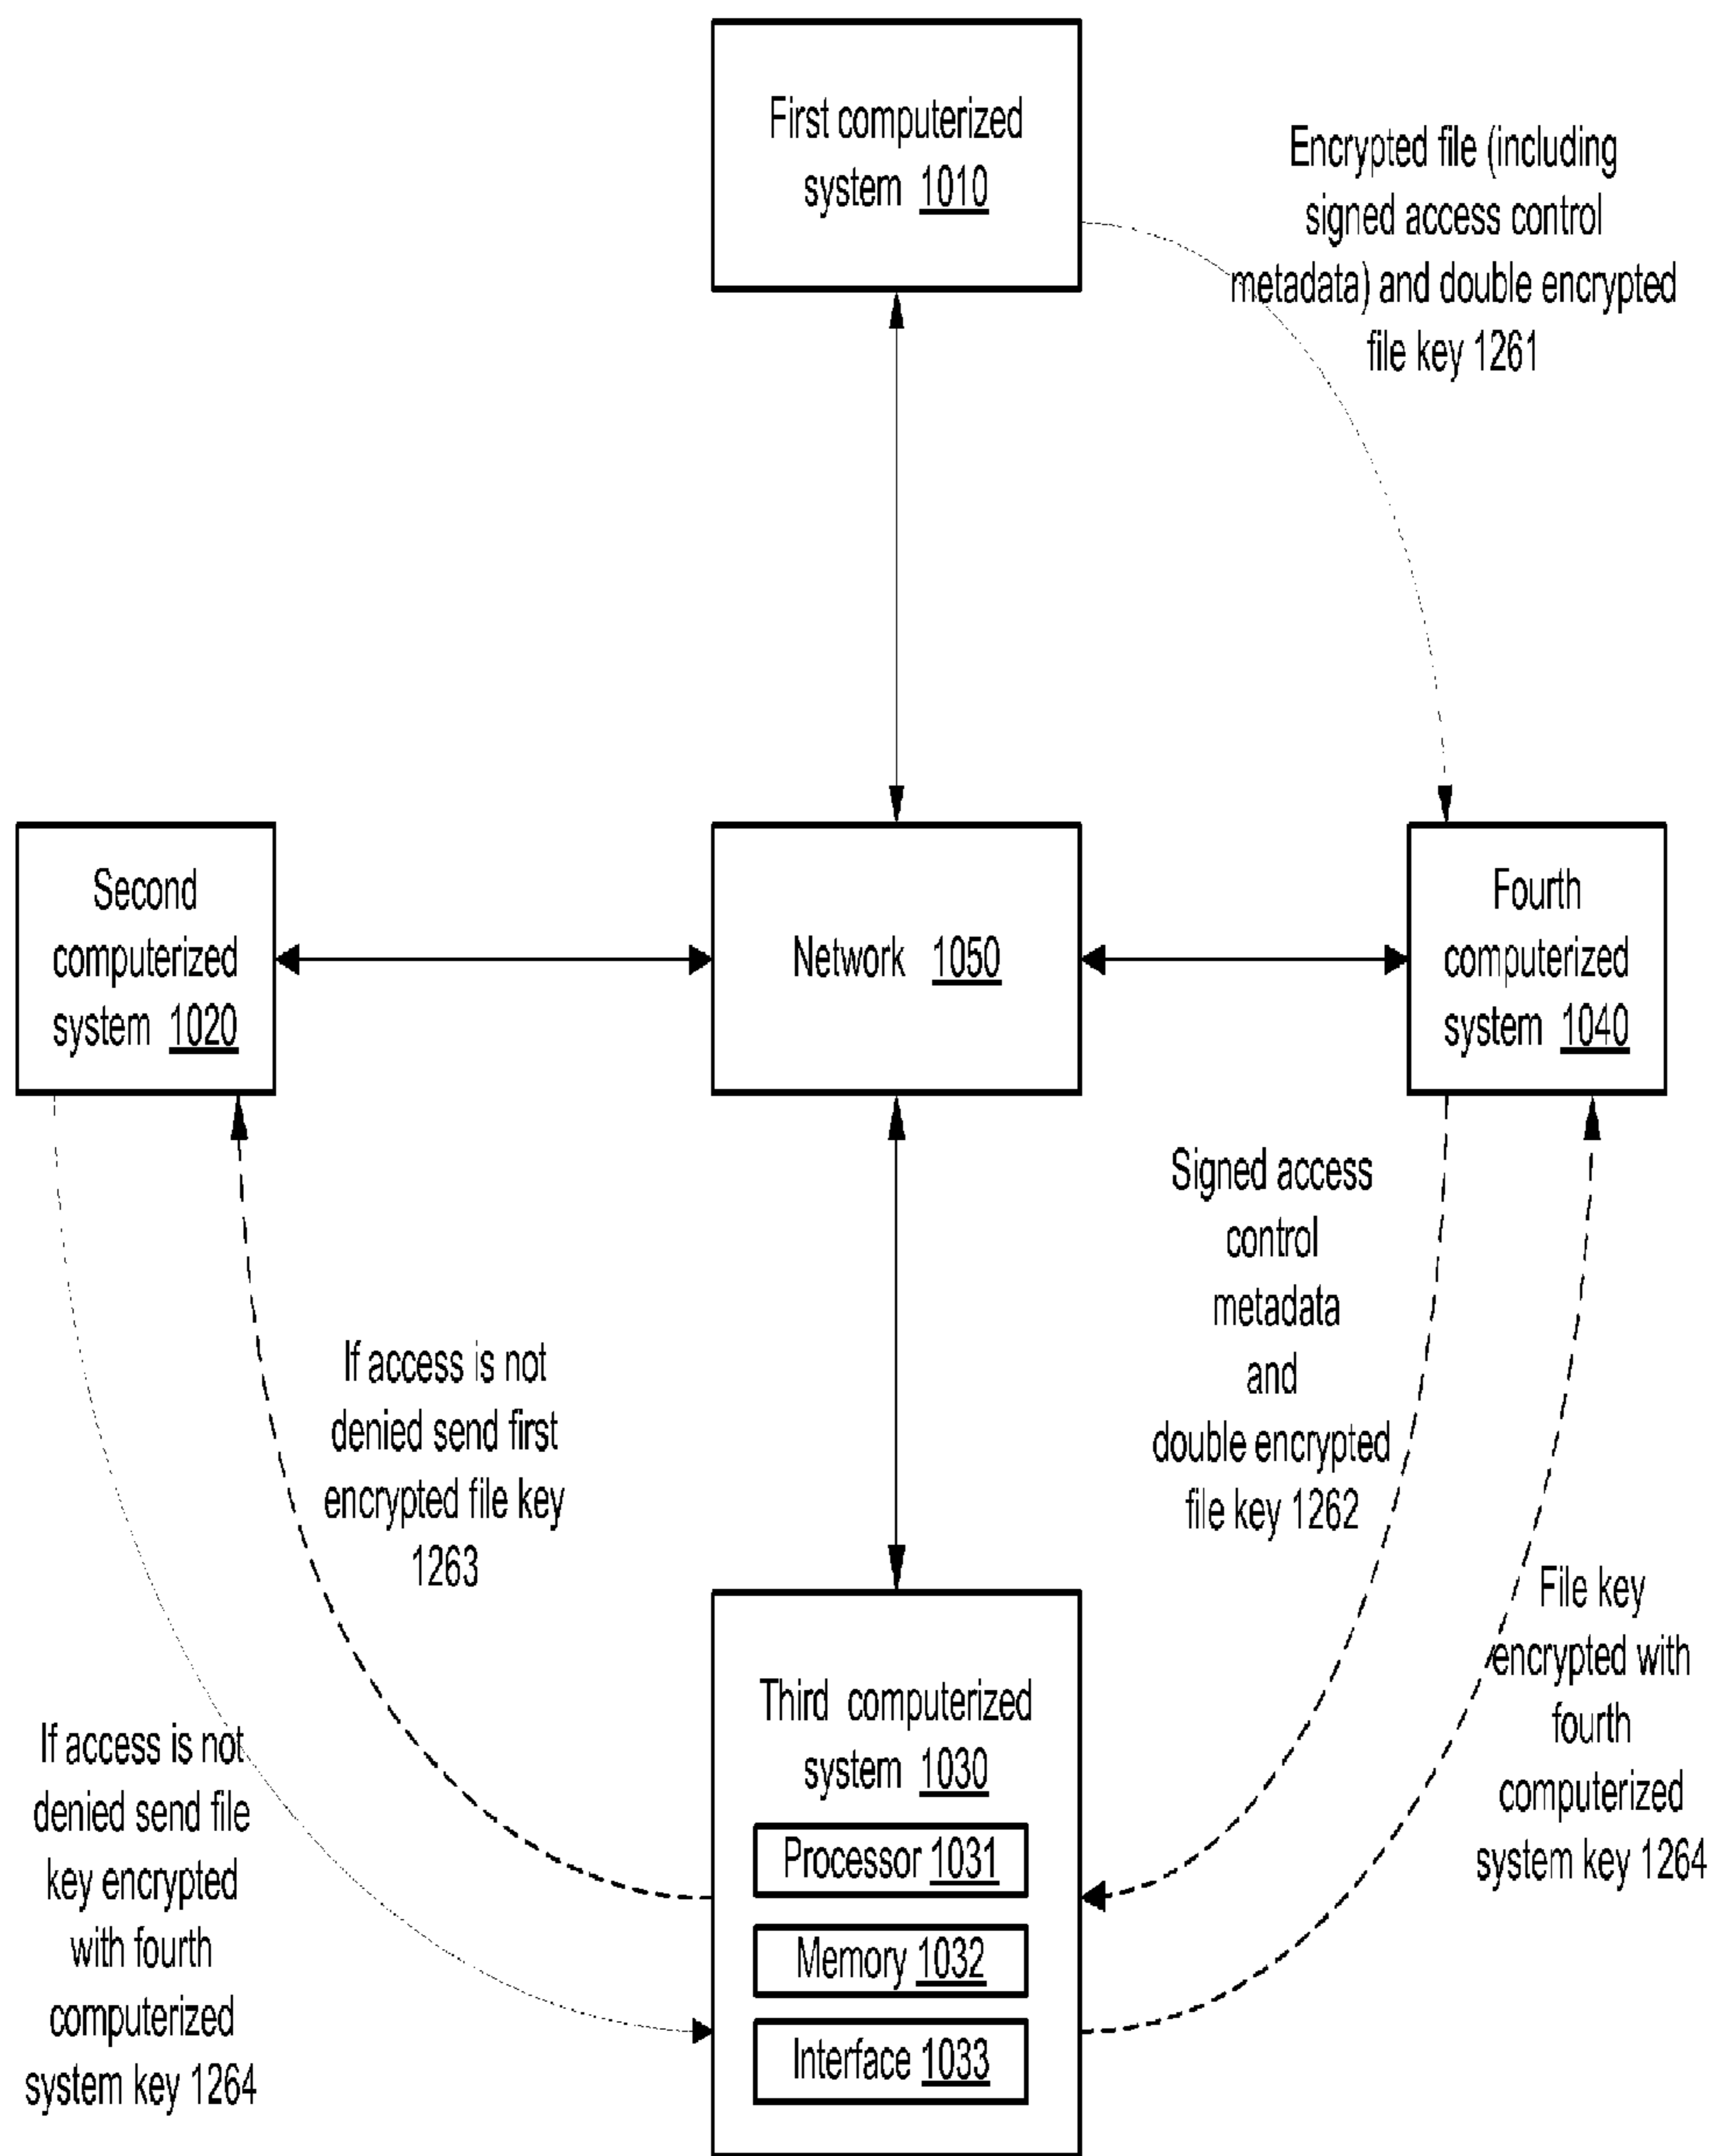 First computerized
system 1010
Encrypted file (including
signed access control
metadata) and double encrypted
file key 1261
Second
computerized
system 1020
Network 1050
Fourth
computerized
system 1040
If access is not
denied send first
encrypted file key
1263
Signed access
control
metadata
and
double encrypted
file key 1262
If access is not
denied send file
key encrypted
with fourth
computerized
system key 1264
Third computerized
system 1030
Processor 1031
Memory 1032
Interface 1033
File key
encrypted with
fourth
computerized
system key 1264